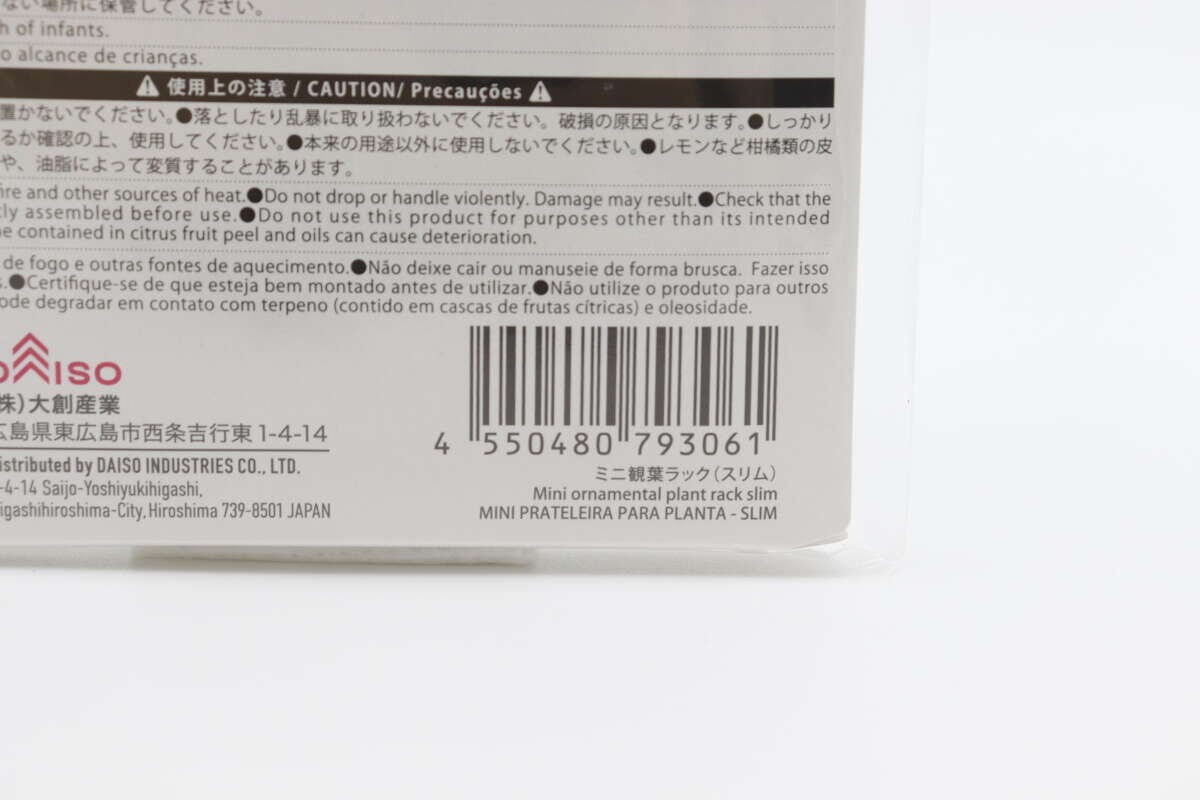 ない場所に保管してください。
h of infants.
o alcance de crianças.
使用上の注意 / CAUTION/ Precauções
置かないでください。●落としたり乱暴に取り扱わないでください。破損の原因となります。●しっかり
るか確認の上、使用してください。●本来の用途以外に使用しないでください。●レモンなど柑橘類の皮
や、油脂によって変質することがあります。
fire and other sources of heat.●Do not drop or handle violently. Damage may result.●Check that the
tly assembled before use.●Do not use this product for purposes other than its intended
be contained in citrus fruit peel and oils can cause deterioration.
de fogo e outras fontes de aquecimento.●Não deixe cair ou manuseie de forma brusca. Fazer isso
s.●Certifique-se de que esteja bem montado antes de utilizar.●Não utilize o produto para outros
ode degradar em contato com terpeno (contido em cascas de frutas cítricas) e oleosidade.
DAISO
株)大創産業
広島県東広島市西条吉行東1-4-14
istributed by DAISO INDUSTRIES CO., LTD.
-4-14 Saijo-Yoshiyukihigashi,
igashihiroshima-City, Hiroshima 739-8501 JAPAN
4 550480 793061
ミニ観葉ラック(スリム)
Mini ornamental plant rack slim
MINI PRATELEIRA PARA PLANTA - SLIM